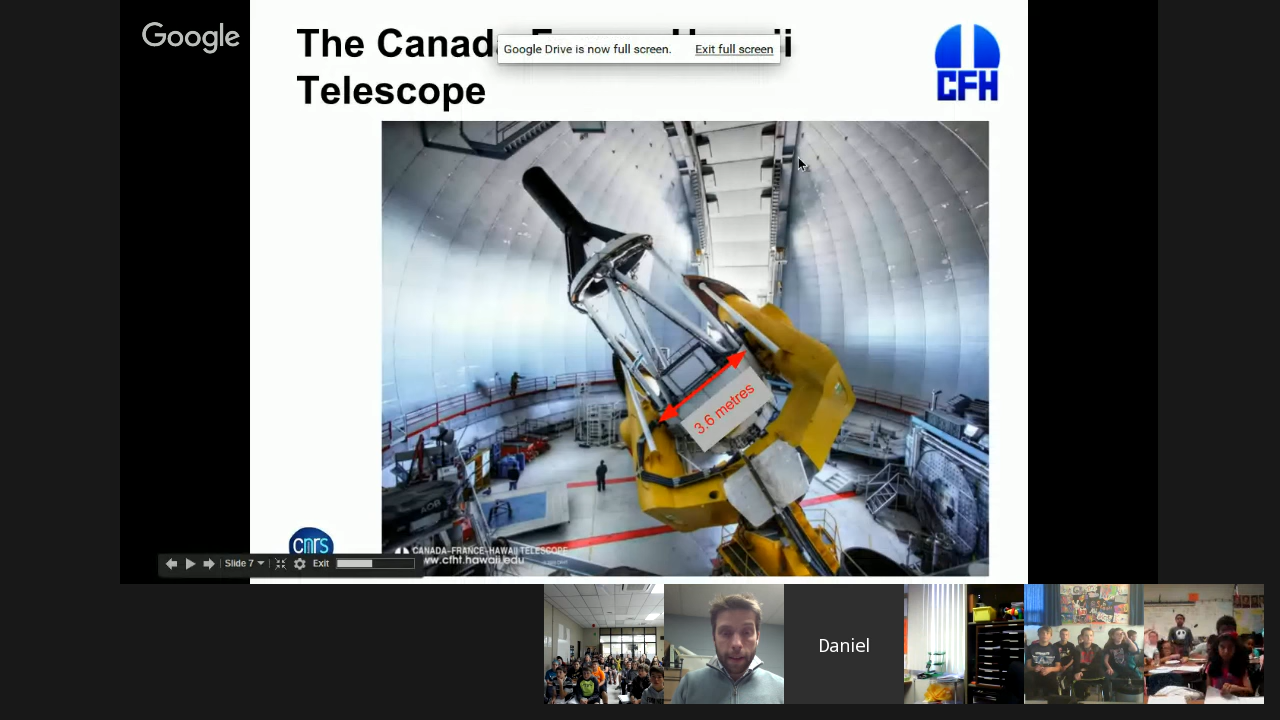 Google
The Canad
Telescope
Google Drive is now full screen. Exit full screen
CFH
3.6 metres
cnrs
CANADA-FRANCE-HAWAII TELESCOPE
ww.cfht.hawaii.edu
Slide 7
Exit
Daniel